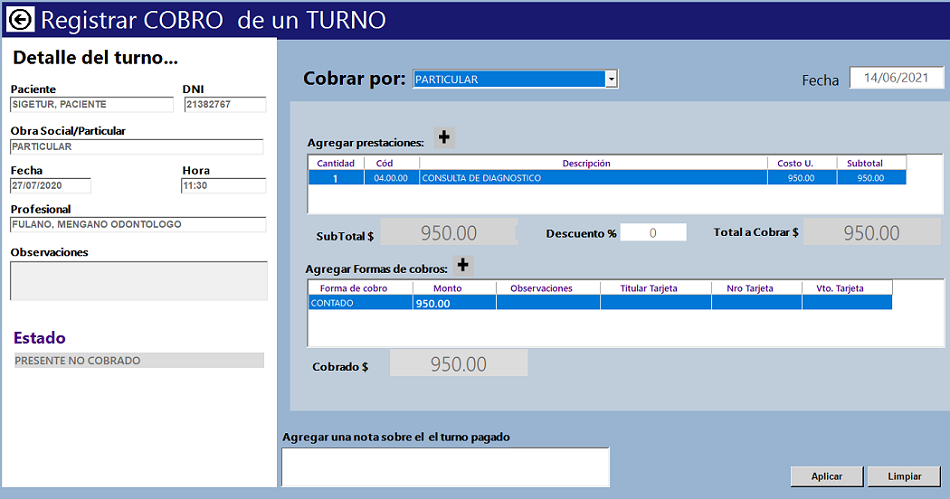 Registrar COBRO de un TURNO
Detalle del turno...
Paciente DNI
SIGETUR, PACIENTE 21382767
Obra Social/Particular
PARTICULAR
Fecha Hora
27/07/2020 11:30
Profesional
FULANO, MENGANO ODONTOLOGO
Observaciones
Estado
PRESENTE NO COBRADO
Cobrar por: PARTICULAR Fecha 14/06/2021
Agregar prestaciones:
Cantidad Cód Descripción Costo U. Subtotal
1 04.00.00 CONSULTA DE DIAGNOSTICO 950.00 950.00
SubTotal $ 950.00 Descuento % 0 Total a Cobrar $ 950.00
Agregar Formas de cobros:
Forma de cobro Monto Observaciones Titular Tarjeta Nro Tarjeta Vto. Tarjeta
CONTADO 950.00
Cobrado $ 950.00
Agregar una nota sobre el el turno pagado
Aplicar Limpiar